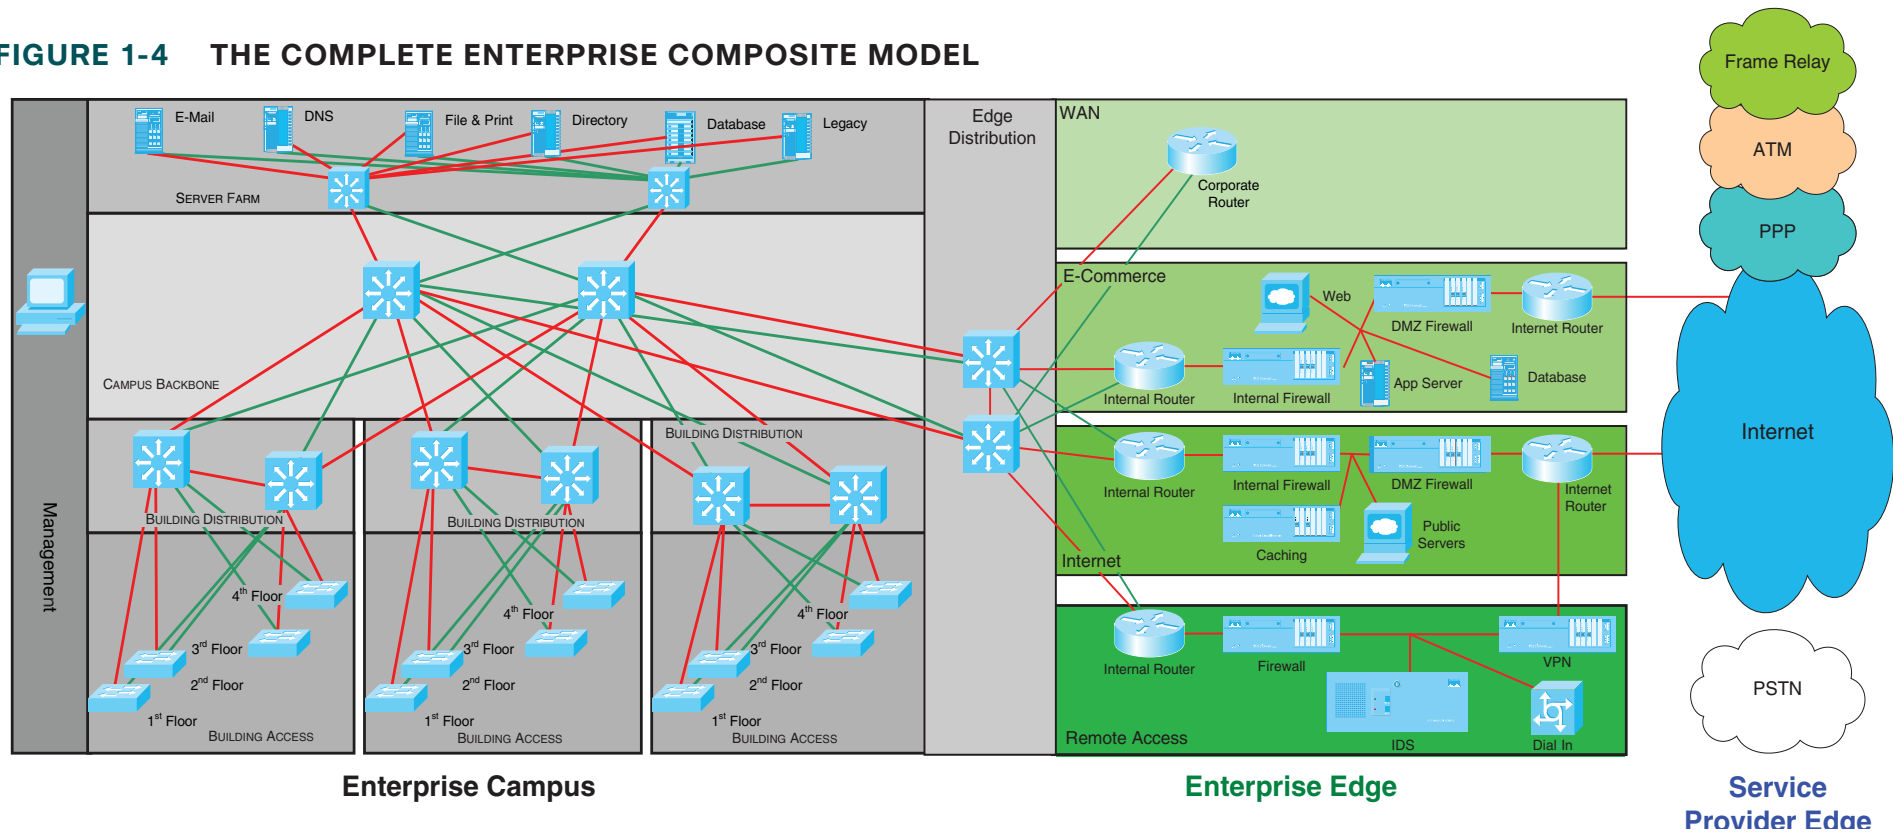 FIGURE 1-4 THE COMPLETE ENTERPRISE COMPOSITE MODEL
E-Mail
DNS
File & Print
Directory
Database
Legacy
SERVER FARM
CAMPUS BACKBONE
Management
BUILDING DISTRIBUTION
BUILDING DISTRIBUTION
BUILDING DISTRIBUTION
4th Floor
3rd Floor
2nd Floor
1st Floor
BUILDING ACCESS
4th Floor
3rd Floor
2nd Floor
1st Floor
BUILDING ACCESS
4th Floor
3rd Floor
2nd Floor
1st Floor
BUILDING ACCESS
Enterprise Campus
Edge
Distribution
WAN
Corporate
Router
E-Commerce
Web
DMZ Firewall
Internet Router
Internal Router
Internal Firewall
App Server
Database
Internal Router
Internal Firewall
DMZ Firewall
Internet
Router
Caching
Public
Servers
Internet
Internal Router
Firewall
VPN
IDS
Dial In
Remote Access
Enterprise Edge
Frame Relay
ATM
PPP
Internet
PSTN
Service
Provider Edge